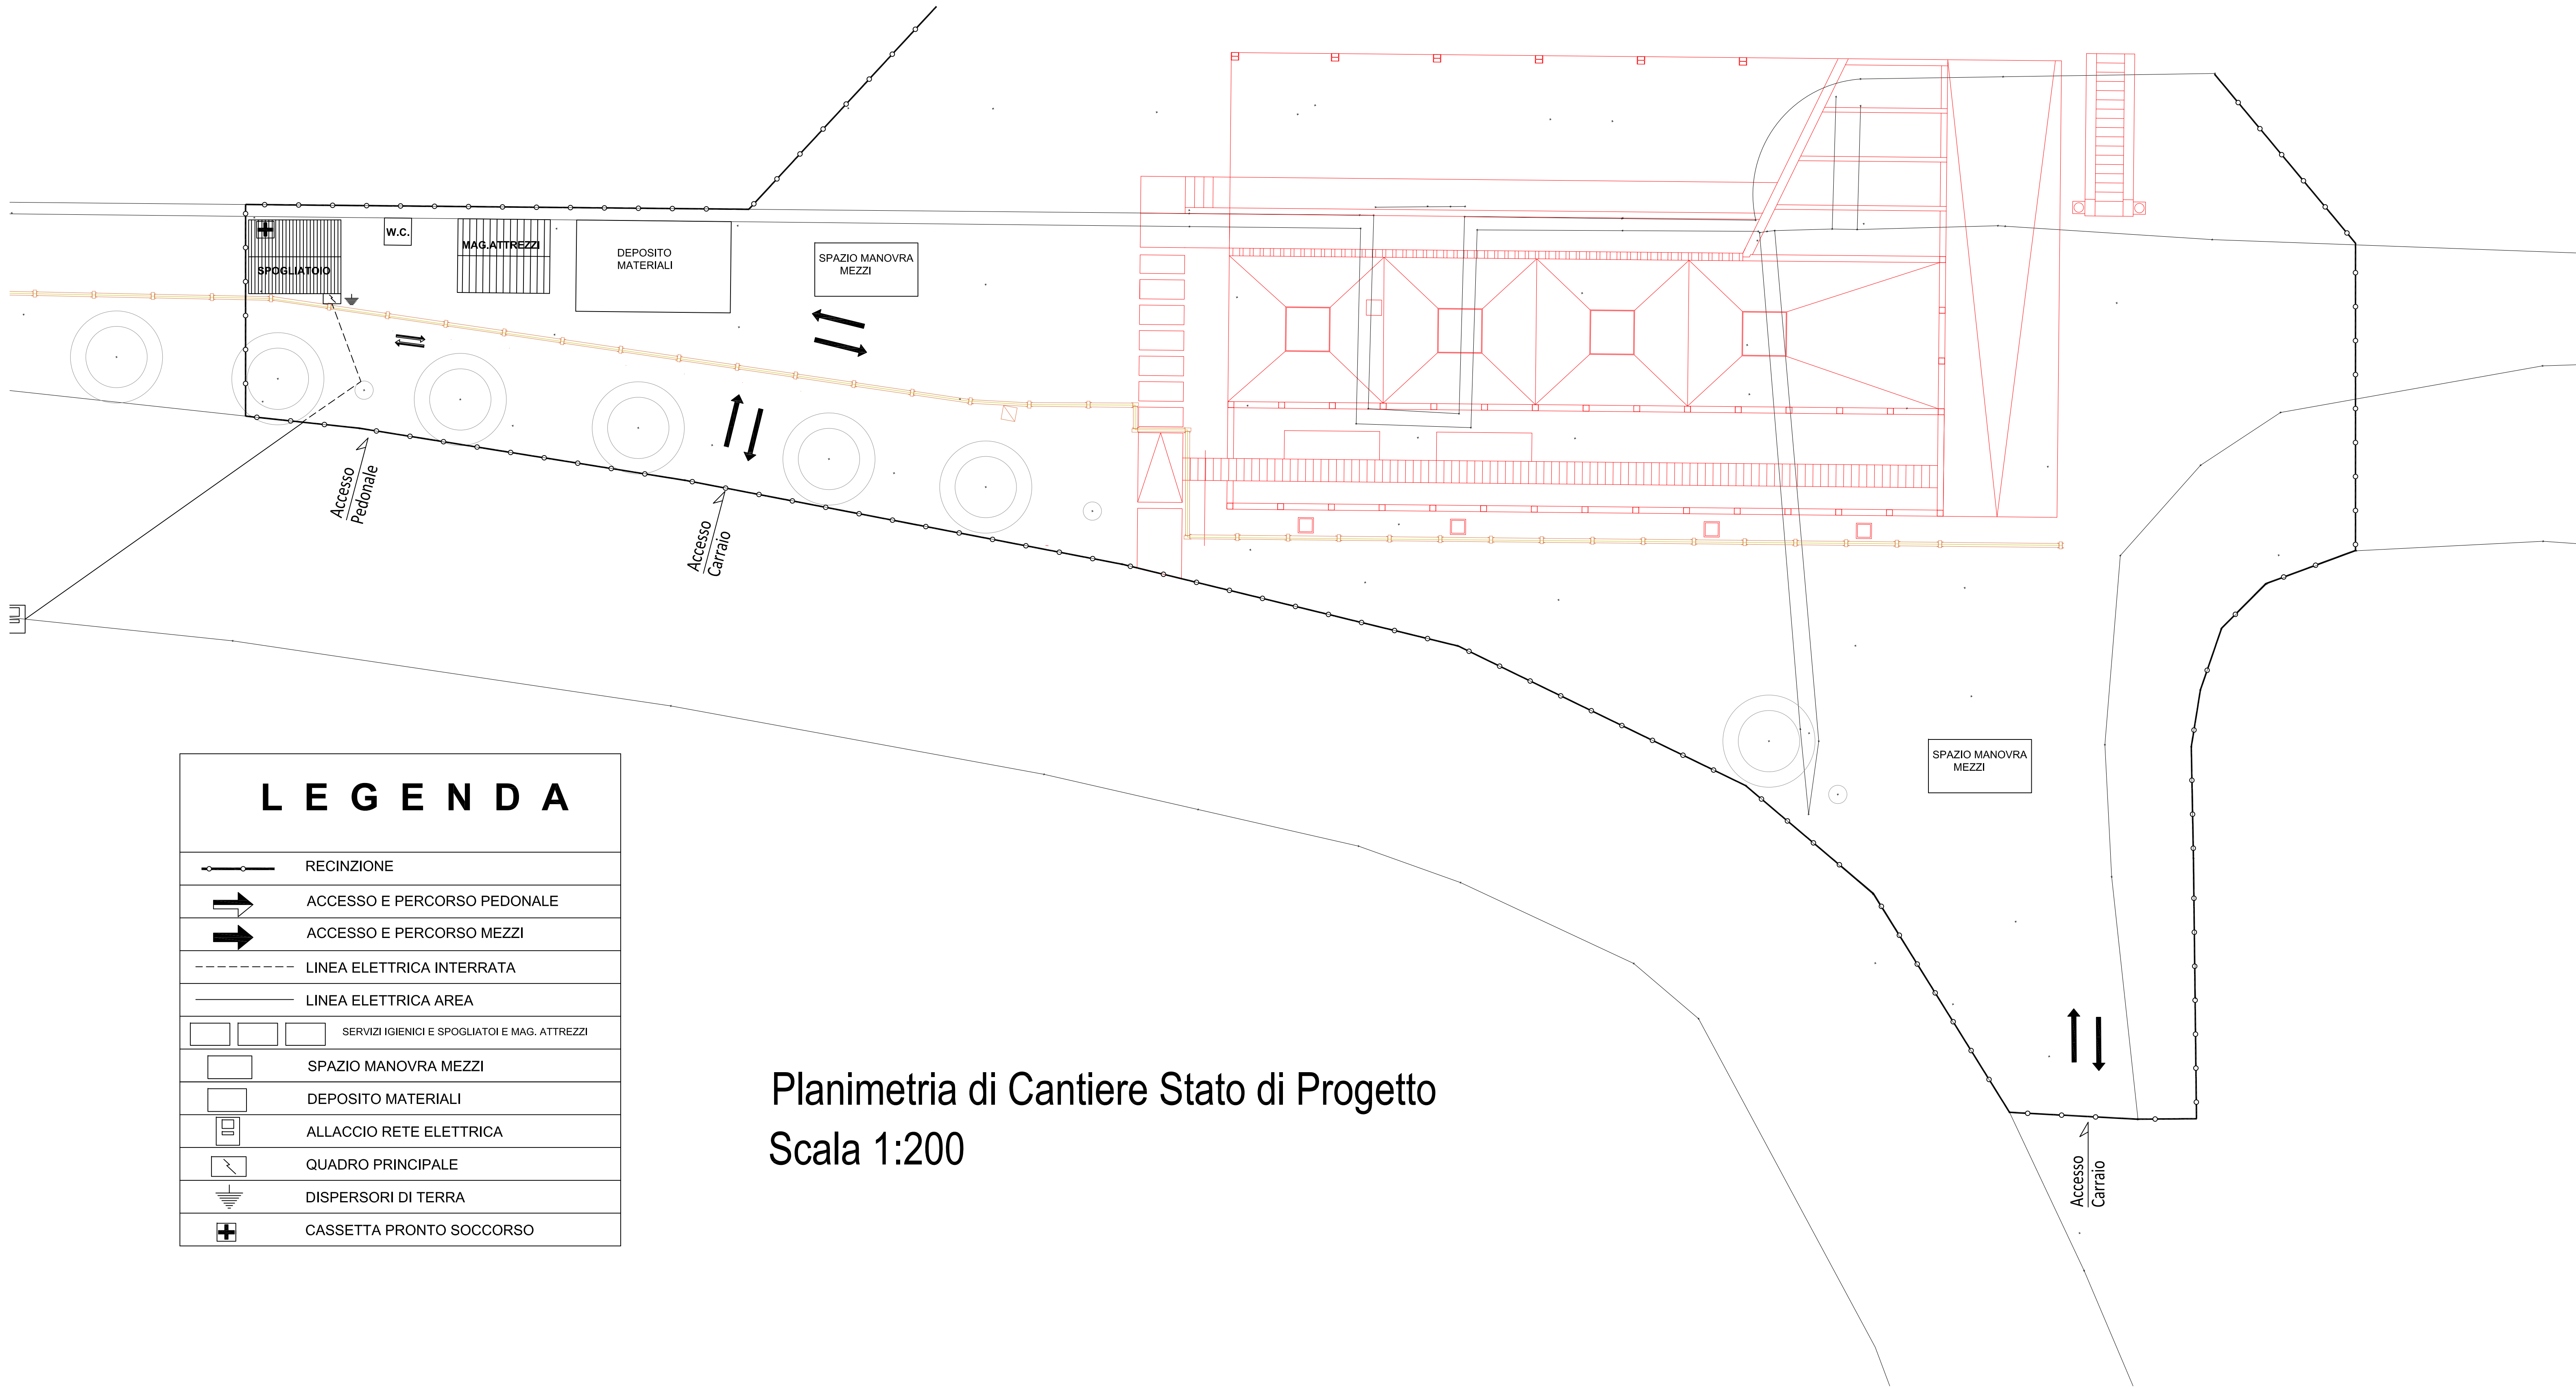 W.C.
MAG.ATTREZZI
SPOGLIATOIO
DEPOSITO
MATERIALI
SPAZIO MANOVRA
MEZZI
Accesso
Pedonale
Accesso
Carraio
SPAZIO MANOVRA
MEZZI
Accesso
Carraio
LEGENDA
RECINZIONE
ACCESSO E PERCORSO PEDONALE
ACCESSO E PERCORSO MEZZI
LINEA ELETTRICA INTERRATA
LINEA ELETTRICA AREA
SERVIZI IGIENICI E SPOGLIATOI E MAG. ATTREZZI
SPAZIO MANOVRA MEZZI
DEPOSITO MATERIALI
ALLACCIO RETE ELETTRICA
QUADRO PRINCIPALE
DISPERSORI DI TERRA
CASSETTA PRONTO SOCCORSO
Planimetria di Cantiere Stato di Progetto
Scala 1:200